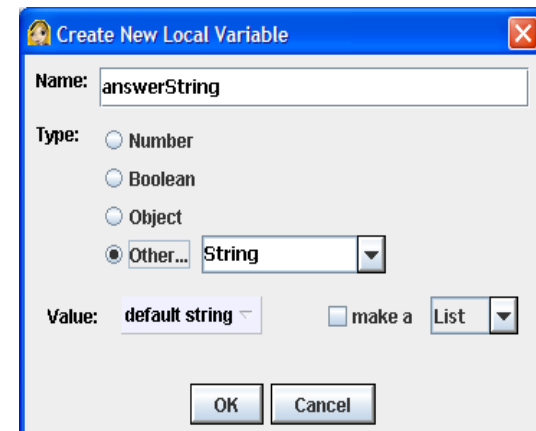 Create New Local Variable
Name: answerString
Type: Number
Boolean
Object
Other... String
Value: default string make a List
OK Cancel